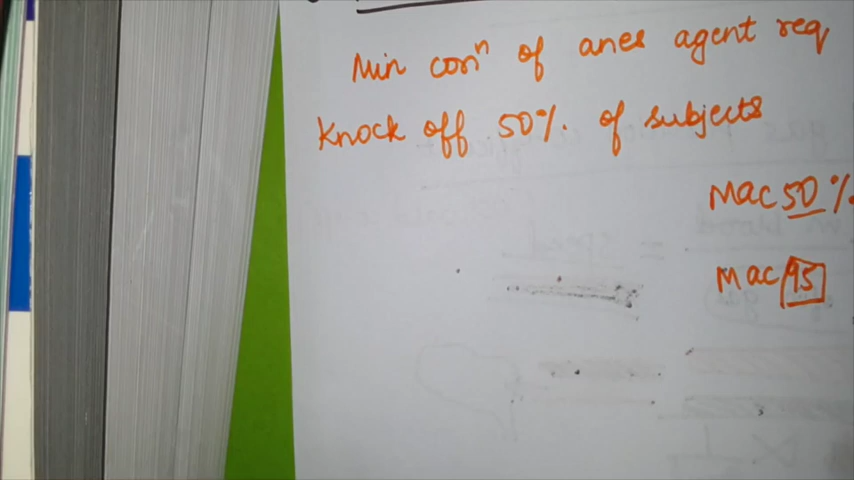 Min conⁿ of anes agent req
Knock off 50%. of subjects
Mac 50%.
Mac 95